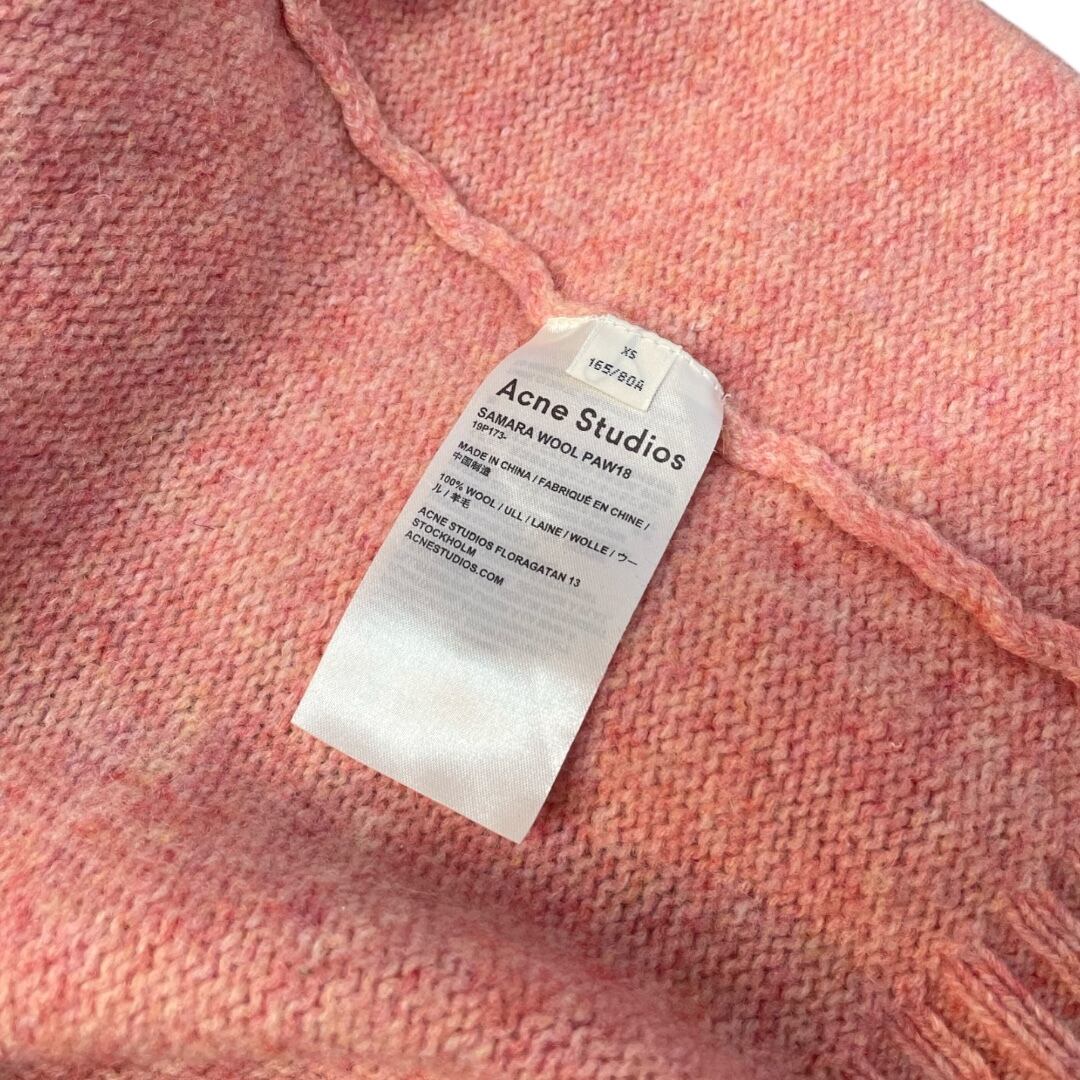 XS
165/80A
Acne Studios
SAMARA WOOL PAW18
19P173-
MADE IN CHINA / FABRIQUÉ EN CHINE /
中国制造
100% WOOL / ULL / LAINE / WOLLE / ウー
ル / 羊毛
ACNE STUDIOS FLORAGATAN 13
STOCKHOLM
ACNESTUDIOS.COM